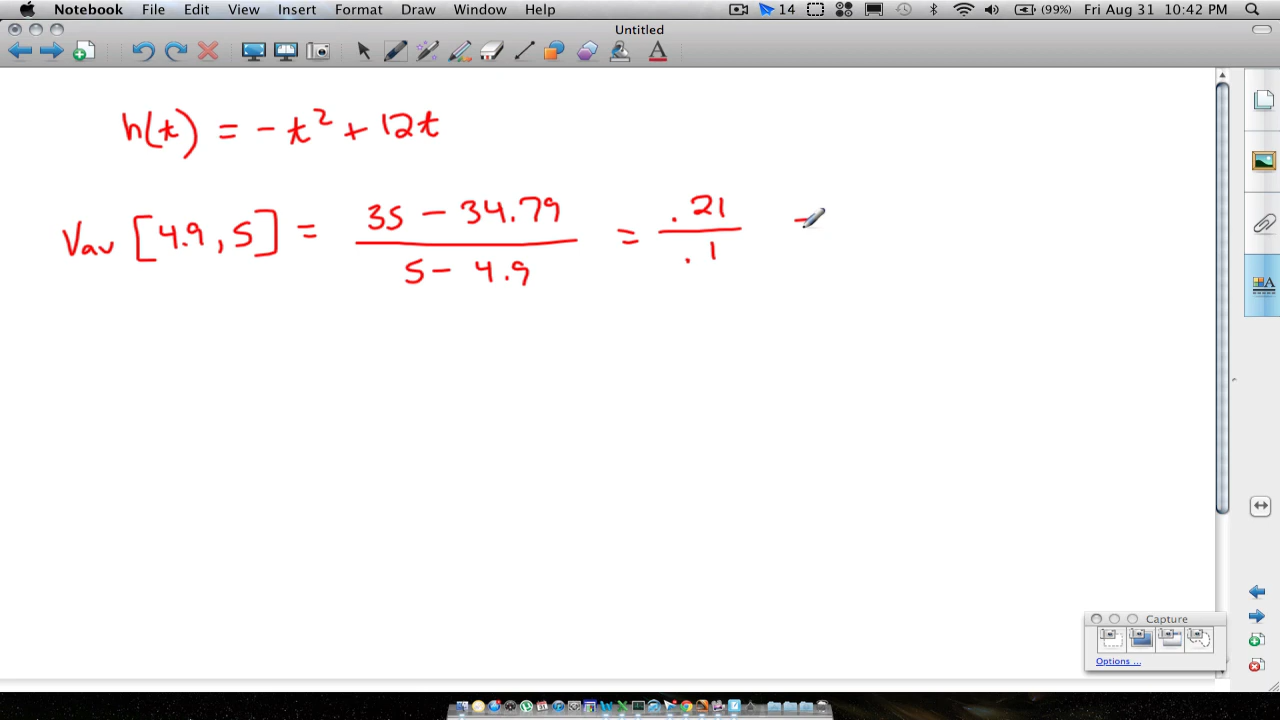 Notebook File Edit View Insert Format Draw Window Help 14 (99%) Fri Aug 31 10:42 PM
Untitled
h(t) = - t² + 12t
Vav [4.9, 5] = 35 - 34.79 / 5 - 4.9 = .21 / .1 -
Capture
Options ...